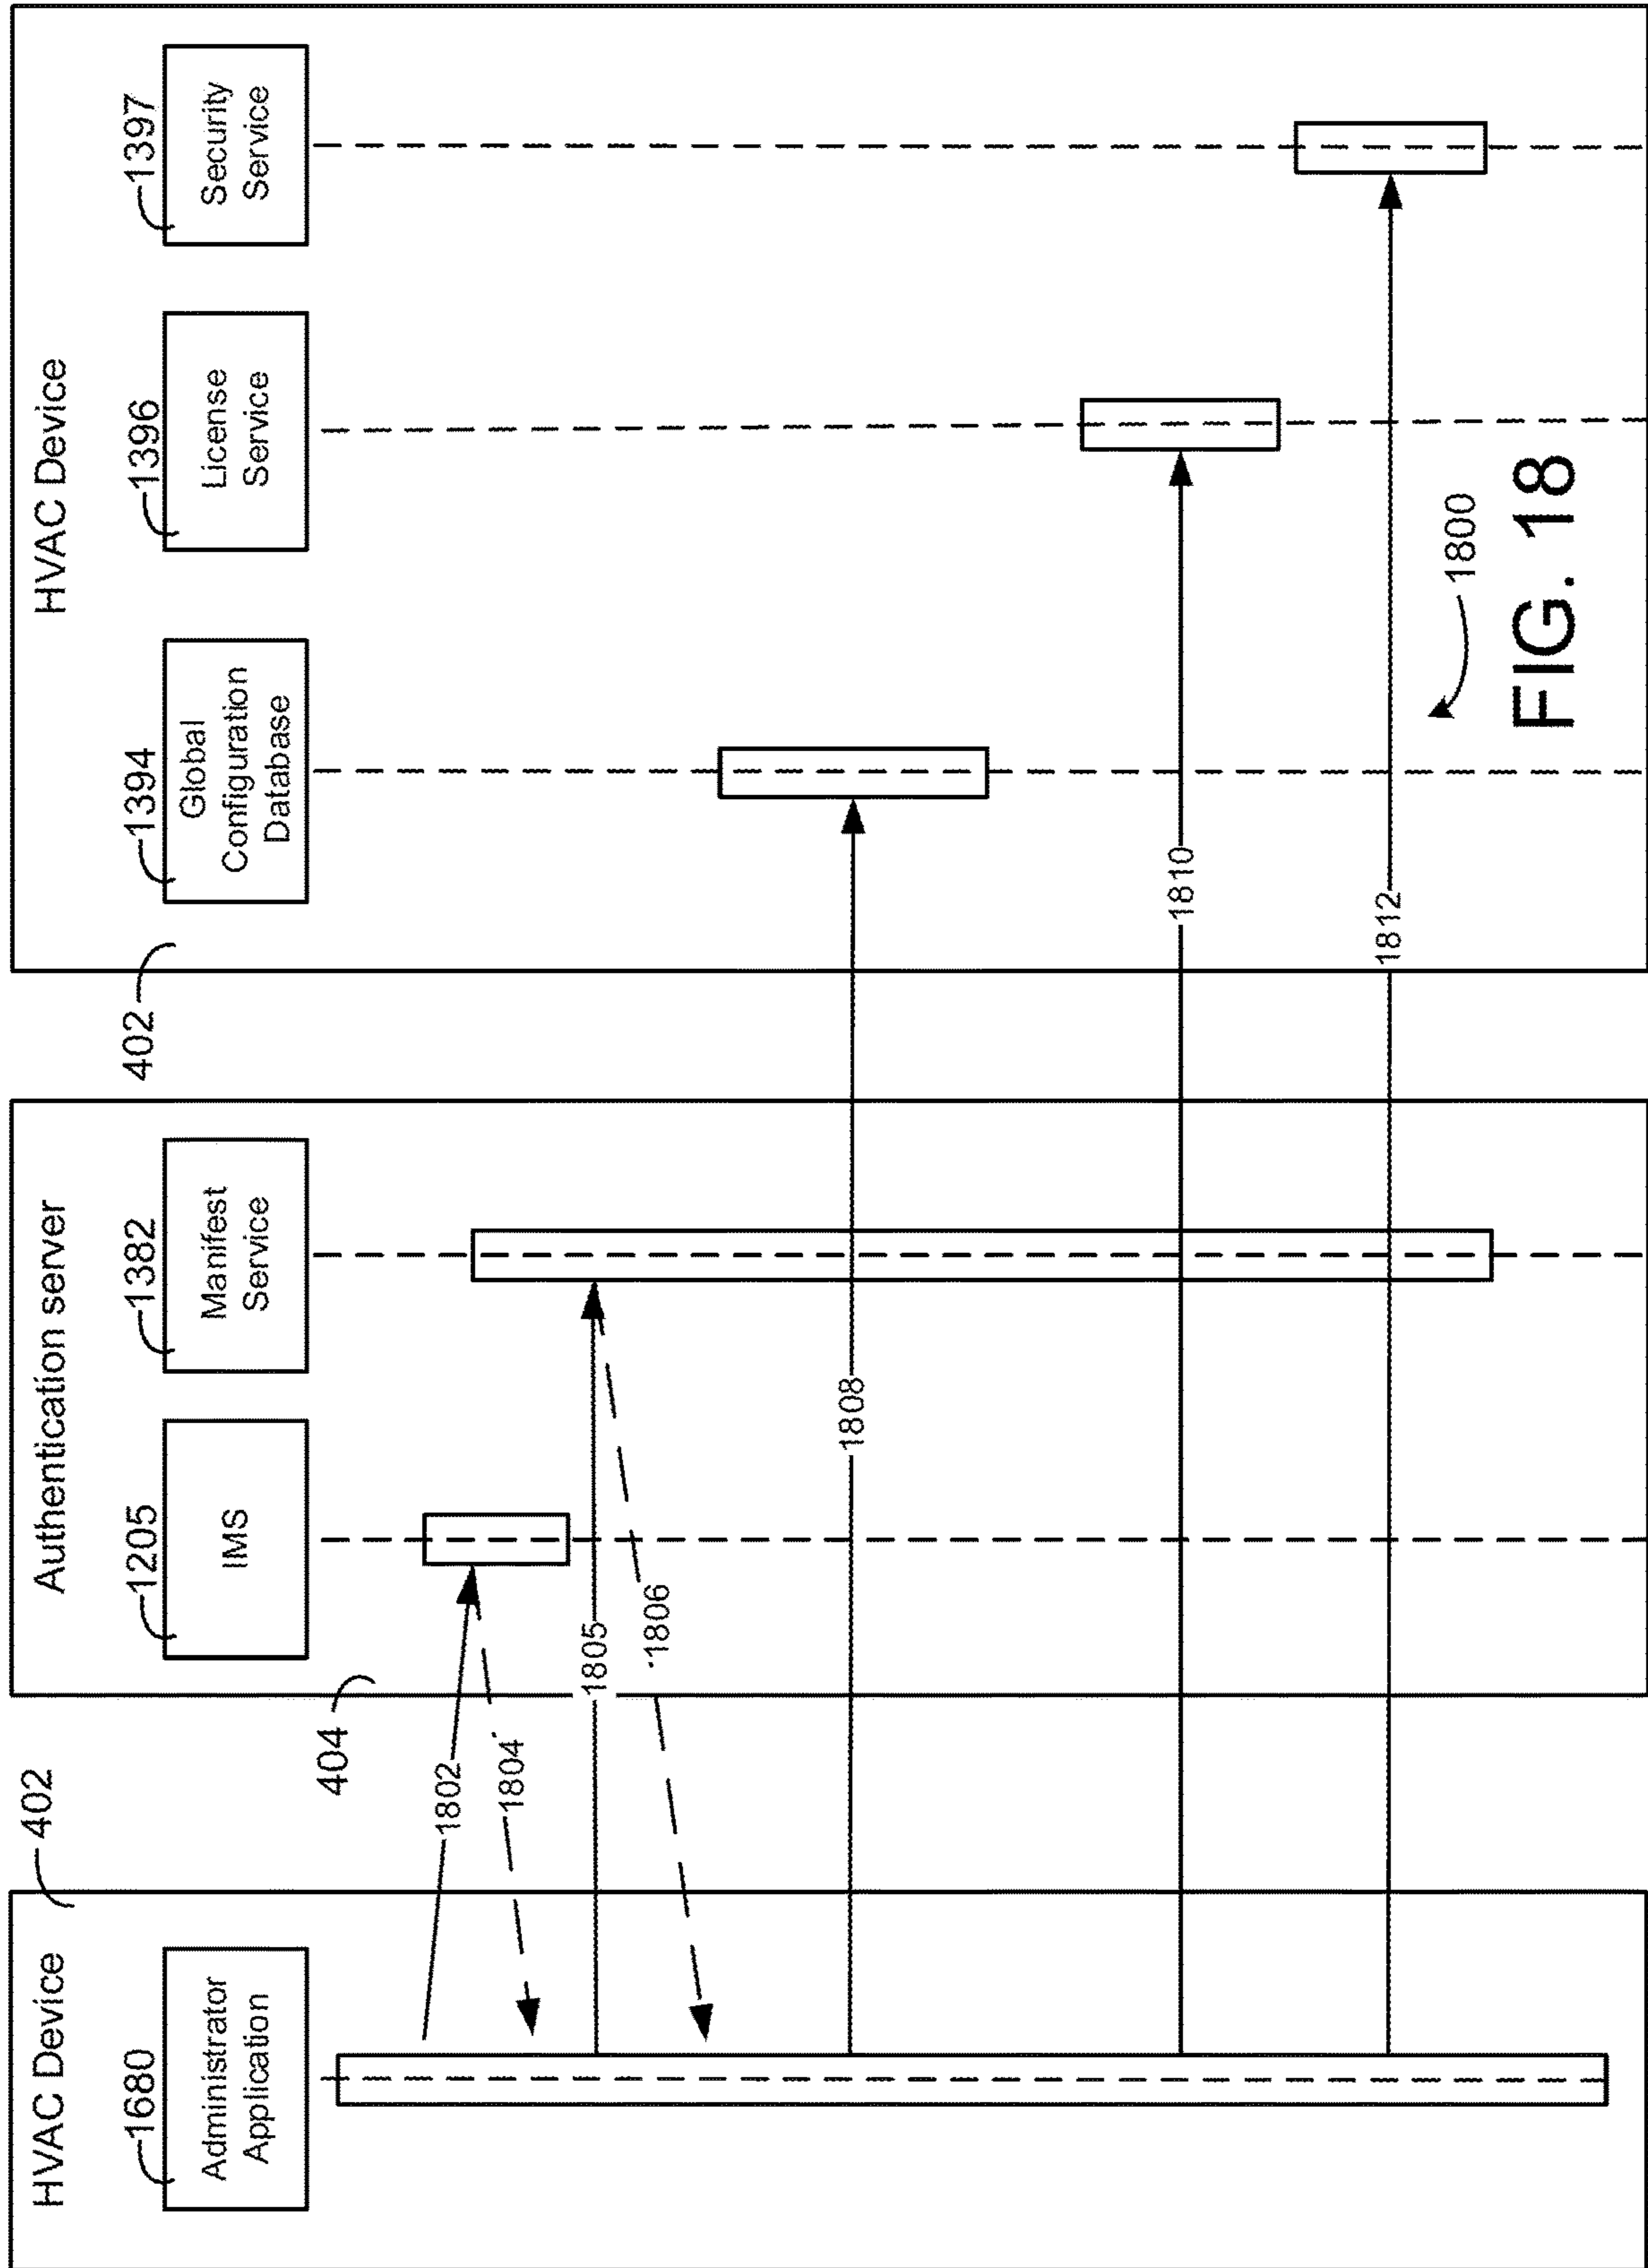 HVAC Device
402
1680
Administrator
Application
Authentication server
404
1205
IMS
1382
Manifest
Service
HVAC Device
402
1394
Global
Configuration
Database
1396
License
Service
1397
Security
Service
1802
1804
1805
1806
1808
1810
1812
1800
FIG. 18